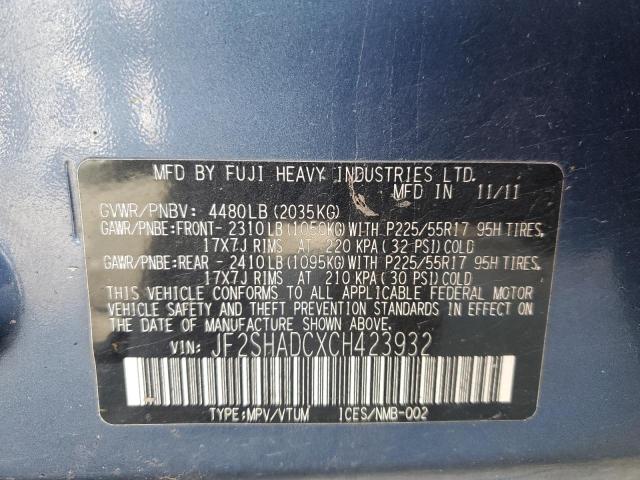 MFD BY FUJI HEAVY INDUSTRIES LTD.
MFD IN 11/11
GVWR/PNBV: 4480LB(2035KG)
GAWR/PNBE:FRONT- 2310LB(1050KG)WITH P225/55R17 95H TIRES,
17X7J RIMS AT 220 KPA(32 PSI)COLD
GAWR/PNBE:REAR - 2410LB(1095KG)WITH P225/55R17 95H TIRES,
17X7J RIMS AT 210 KPA(30 PSI)COLD
THIS VEHICLE CONFORMS TO ALL APPLICABLE FEDERAL MOTOR
VEHICLE SAFETY AND THEFT PREVENTION STANDARDS IN EFFECT ON
THE DATE OF MANUFACTURE SHOWN ABOVE.
VIN: JF2SHADCXCH423932
TYPE:MPV/VTUM ICES/NMB-002